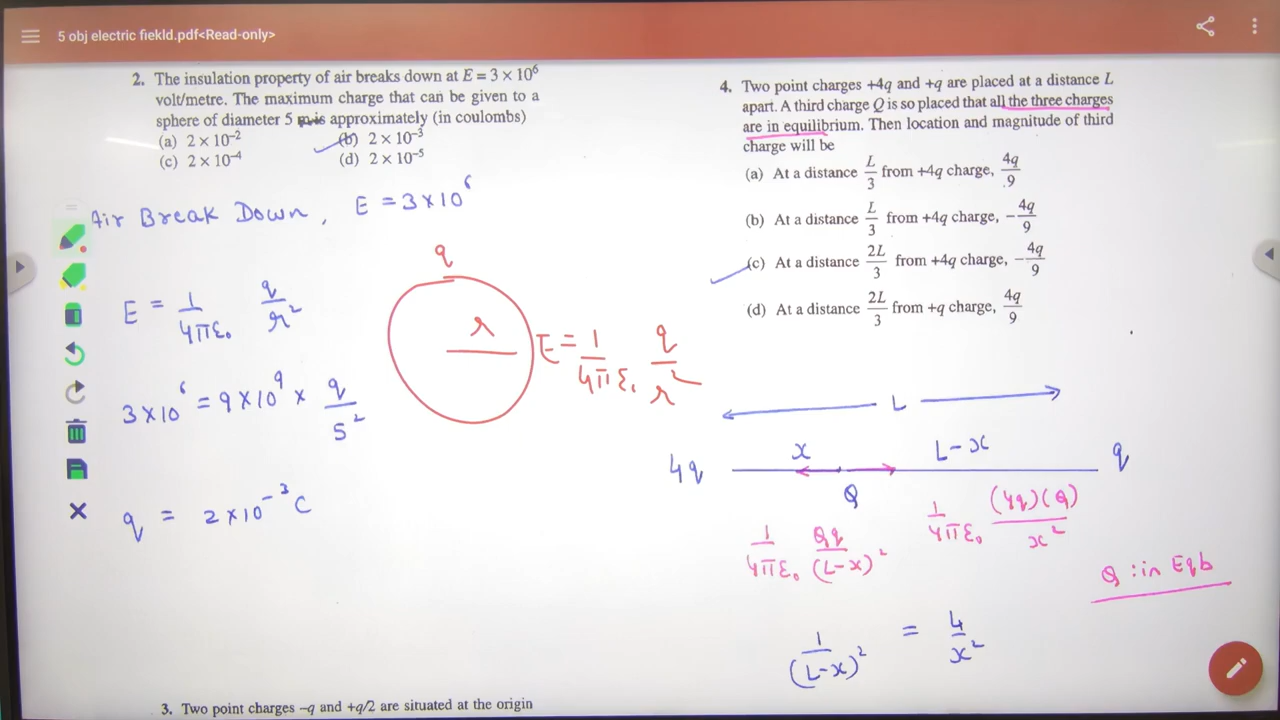 5 obj electric fiekld.pdf<Read-only>
2. The insulation property of air breaks down at E = 3 × 10⁶
volt/metre. The maximum charge that can be given to a
sphere of diameter 5 m is approximately (in coulombs)
(a) 2 × 10⁻² (b) 2 × 10⁻³
(c) 2 × 10⁻⁴ (d) 2 × 10⁻⁵
Air Break Down, E = 3 × 10⁶
q
r
E = 1/4πε₀ q/r²
E = 1/4πε₀ q/r²
3 × 10⁶ = 9 × 10⁹ × q/5²
q = 2 × 10⁻³ C
3. Two point charges –q and +q/2 are situated at the origin
4. Two point charges +4q and +q are placed at a distance L
apart. A third charge Q is so placed that all the three charges
are in equilibrium. Then location and magnitude of third
charge will be
(a) At a distance L/3 from +4q charge, 4q/9
(b) At a distance L/3 from +4q charge, –4q/9
(c) At a distance 2L/3 from +4q charge, –4q/9
(d) At a distance 2L/3 from +q charge, 4q/9
L
x L-x
4q q
Q
1/4πε₀ Qq/(L-x)² 1/4πε₀ (4q)(Q)/x²
Q : in Eqb
1/(L-x)² = 4/x²